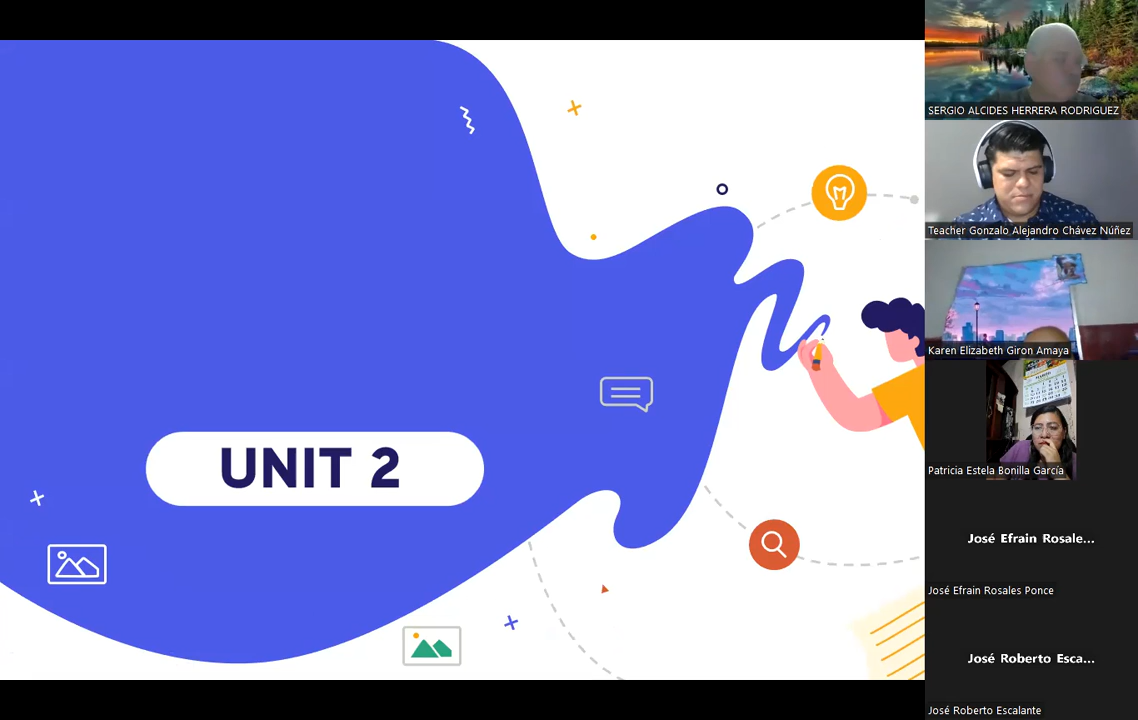 UNIT 2
SERGIO ALCIDES HERRERA RODRIGUEZ
Teacher Gonzalo Alejandro Chávez Núñez
Karen Elizabeth Giron Amaya
Patricia Estela Bonilla García
José Efrain Rosale...
José Efrain Rosales Ponce
José Roberto Esca...
José Roberto Escalante